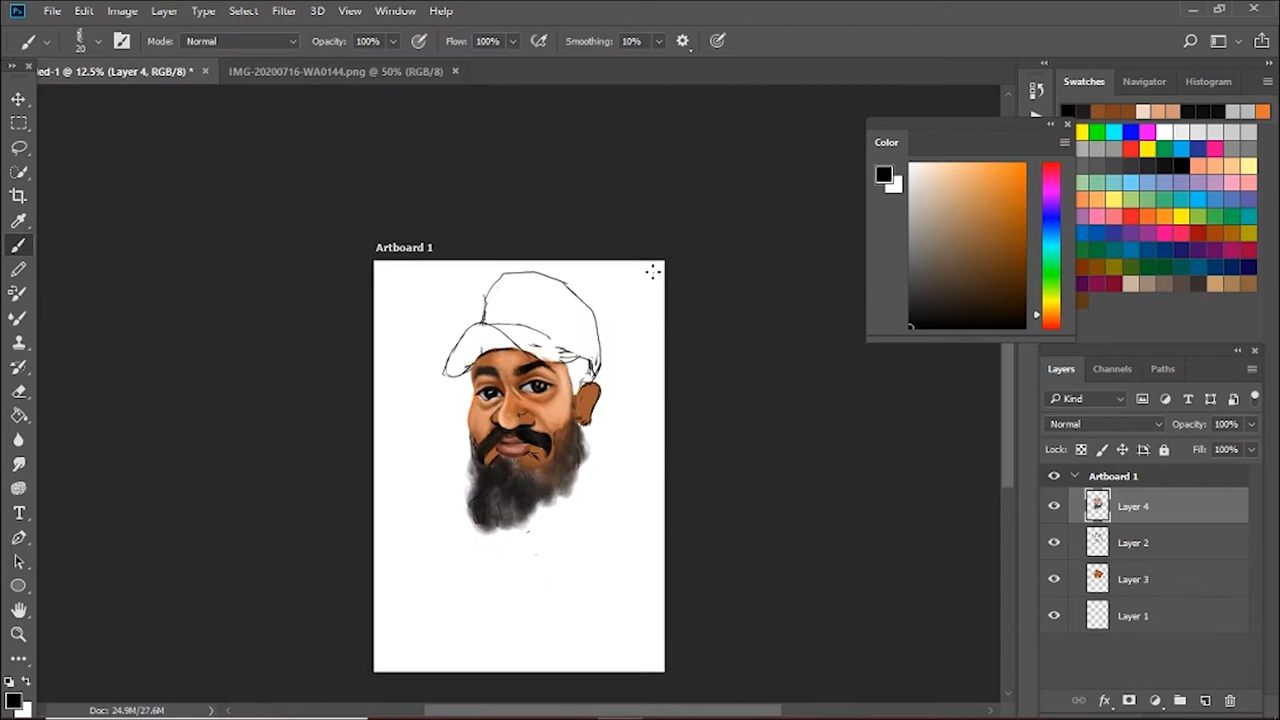 Ps File Edit Image Layer Type Select Filter 3D View Window Help
20 Mode: Normal Opacity: 100% Flow: 100% Smoothing: 10%
ed-1 @ 12.5% (Layer 4, RGB/8) * × IMG-20200716-WA0144.png @ 50% (RGB/8) ×
Swatches Navigator Histogram
Color
Artboard 1
Layers Channels Paths
Kind
Normal Opacity: 100%
Lock: Fill: 100%
Artboard 1
Layer 4
Layer 2
Layer 3
Layer 1
Doc: 24.9M/27.6M